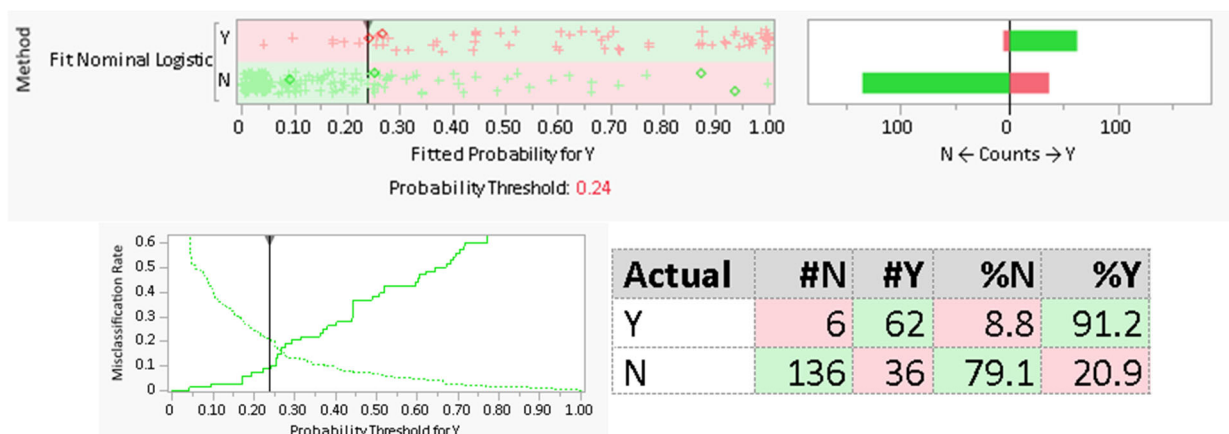 Method
Fit Nominal Logistic
Y
N
0 0.10 0.20 0.30 0.40 0.50 0.60 0.70 0.80 0.90 1.00
Fitted Probability for Y
Probability Threshold: 0.24
100 0 100
N ← Counts → Y
Misclassification Rate
0.6
0.5
0.4
0.3
0.2
0.1
0
0 0.10 0.20 0.30 0.40 0.50 0.60 0.70 0.80 0.90 1.00
Probability Threshold for Y
Actual #N #Y %N %Y
Y 6 62 8.8 91.2
N 136 36 79.1 20.9